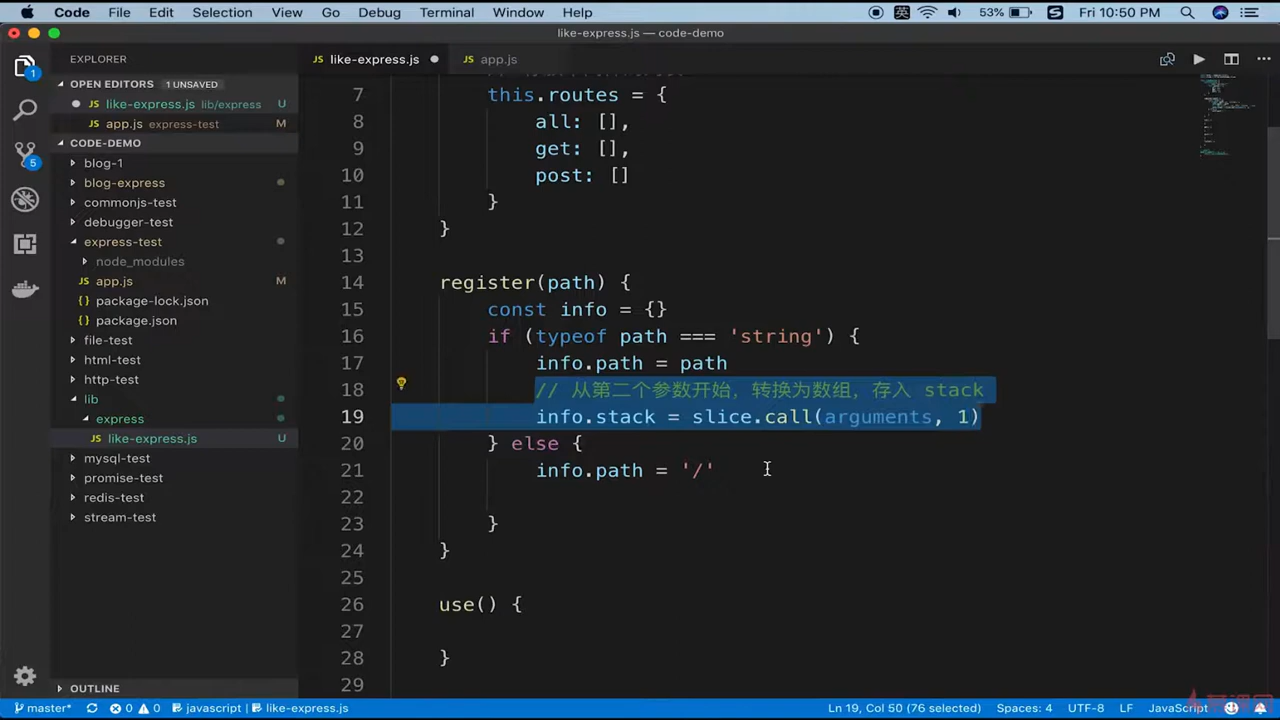 Code File Edit Selection View Go Debug Terminal Window Help 英 53% S Fri 10:50 PM
like-express.js — code-demo
EXPLORER
like-express.js
app.js
OPEN EDITORS 1 UNSAVED
like-express.js lib/express U
app.js express-test M
CODE-DEMO
blog-1
blog-express
commonjs-test
debugger-test
express-test
node_modules
app.js M
package-lock.json
package.json
file-test
html-test
http-test
lib
express
like-express.js U
mysql-test
promise-test
redis-test
stream-test
OUTLINE
1
5
7 this.routes = {
8 all: [],
9 get: [],
10 post: []
11 }
12 }
13
14 register(path) {
15 const info = {}
16 if (typeof path === 'string') {
17 info.path = path
18 // 从第二个参数开始，转换为数组，存入 stack
19 info.stack = slice.call(arguments, 1)
20 } else {
21 info.path = '/'
22
23 }
24 }
25
26 use() {
27
28 }
29
master* 0 0 javascript like-express.js Ln 19, Col 50 (76 selected) Spaces: 4 UTF-8 LF JavaScript